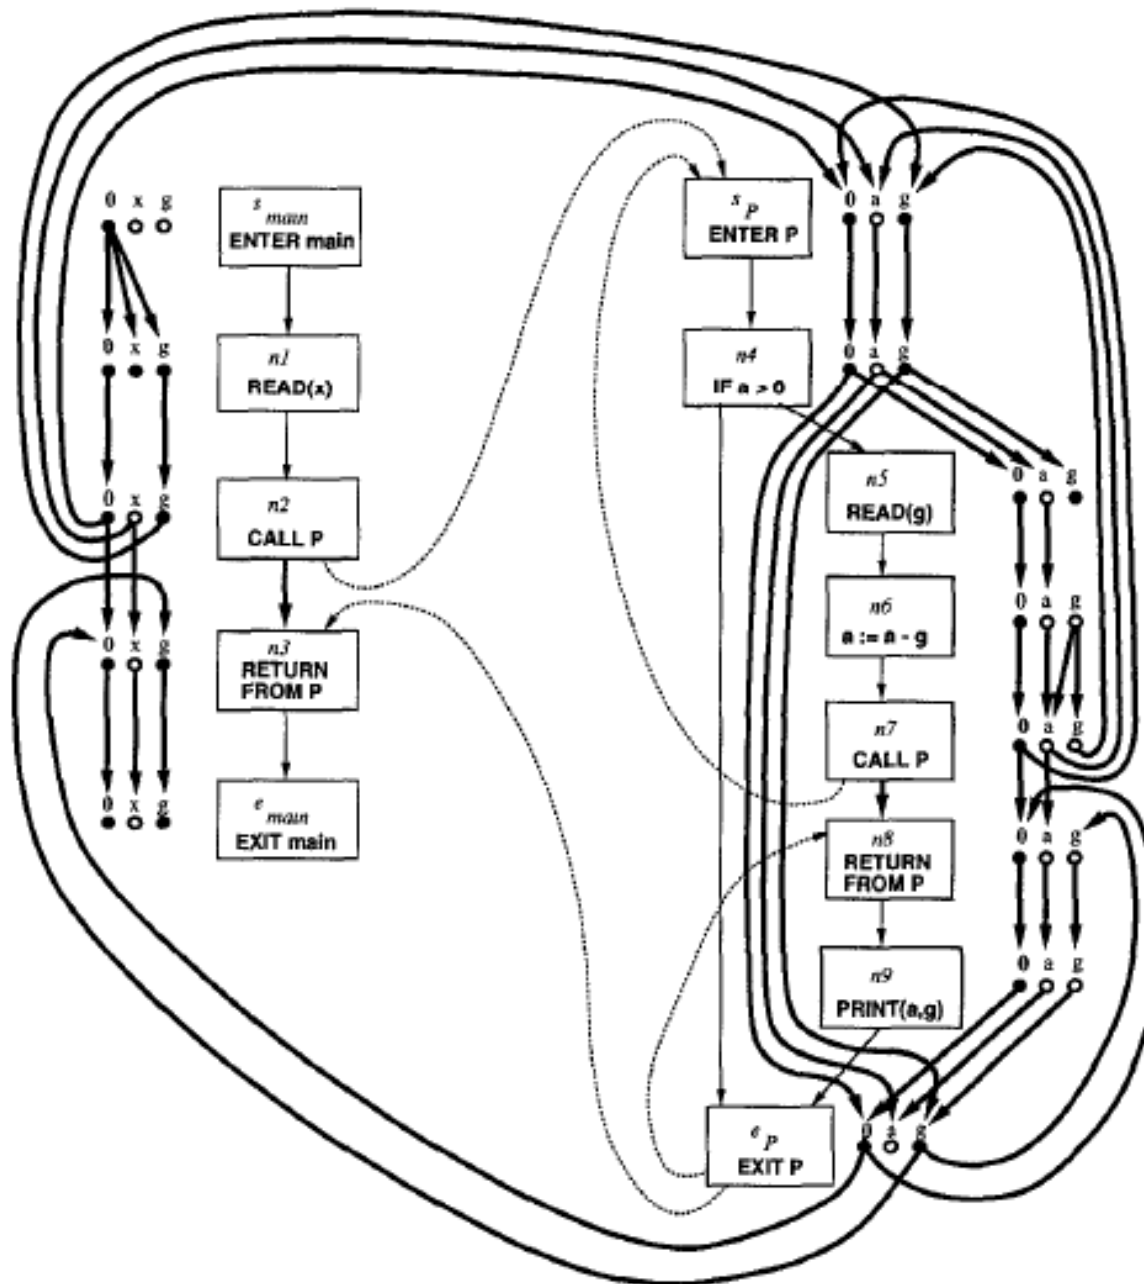 0 x g
s main
ENTER main
s P
ENTER P
0 a g
0 x g
n1
READ(x)
n4
IF a > 0
0 a g
0 x g
n2
CALL P
n5
READ(g)
0 a g
n6
a := a - g
0 a g
0 x g
n3
RETURN
FROM P
n7
CALL P
0 a g
0 x g
e main
EXIT main
n8
RETURN
FROM P
0 a g
n9
PRINT(a,g)
0 a g
e P
EXIT P
0 a g